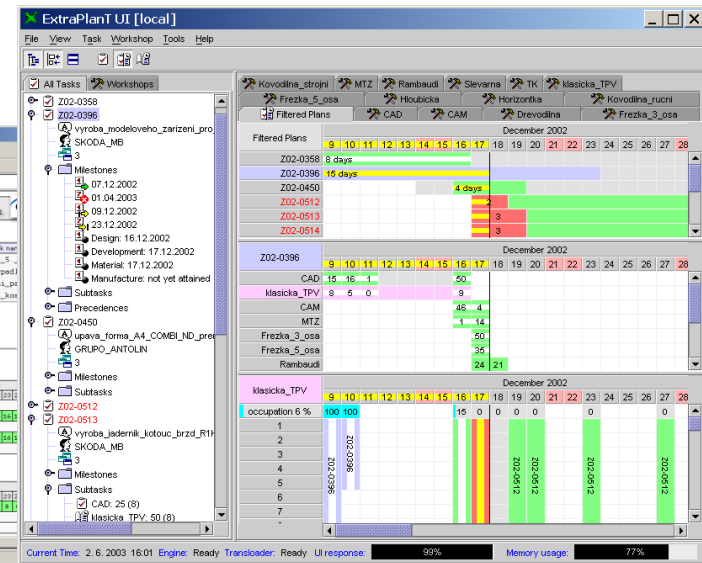 ExtraPlanT UI [local]
File View Task Workshop Tools Help
All Tasks Workshops
Z02-0358
Z02-0396
vyroba_modeloveho_zarizeni_pro
SKODA_MB
3
Milestones
07.12.2002
01.04.2003
09.12.2002
23.12.2002
Design: 16.12.2002
Development: 17.12.2002
Material: 17.12.2002
Manufacture: not yet attained
Subtasks
Precedences
Z02-0450
upava_forma_A4_COMBI_ND_prer
GRUPO_ANTOLIN
3
Milestones
Subtasks
Z02-0512
Z02-0513
vyroba_jadernik_kotouc_brzd_R1H
SKODA_MB
3
Milestones
Subtasks
CAD: 25 (8)
klasicka_TPV: 50 (8)
Kovodilna_strojni MTZ Rambaudi Slevarna TK klasicka_TPV
Frezka_5_osa Hloubicka Horizontka Kovodilna_rucni
Filtered Plans CAD CAM Drevodilna Frezka_3_osa
Filtered Plans December 2002
9 10 11 12 13 14 15 16 17 18 19 20 21 22 23 24 25 26 27 28
Z02-0358 8 days
Z02-0396 15 days
Z02-0450 4 days
Z02-0512 2
Z02-0513 3
Z02-0514 3
Z02-0396 December 2002
9 10 11 12 13 14 15 16 17 18 19 20 21 22 23 24 25 26 27 28
CAD 15 16 1 50
klasicka_TPV 8 5 0 9
CAM 46 4
MTZ 1 14
Frezka_3_osa 50
Frezka_5_osa 35
Rambaudi 24 21
klasicka_TPV December 2002
9 10 11 12 13 14 15 16 17 18 19 20 21 22 23 24 25 26 27 28
occupation 6 % 100 100 15 0 0 0 0 0
1
2
3
4
5
6
7
Z02-0396
Z02-0396
Z02-0512
Z02-0512
Z02-0512
Z02-0512
Current Time: 2. 6. 2003 16:01 Engine: Ready Transloader: Ready UI response: 99% Memory usage: 77%